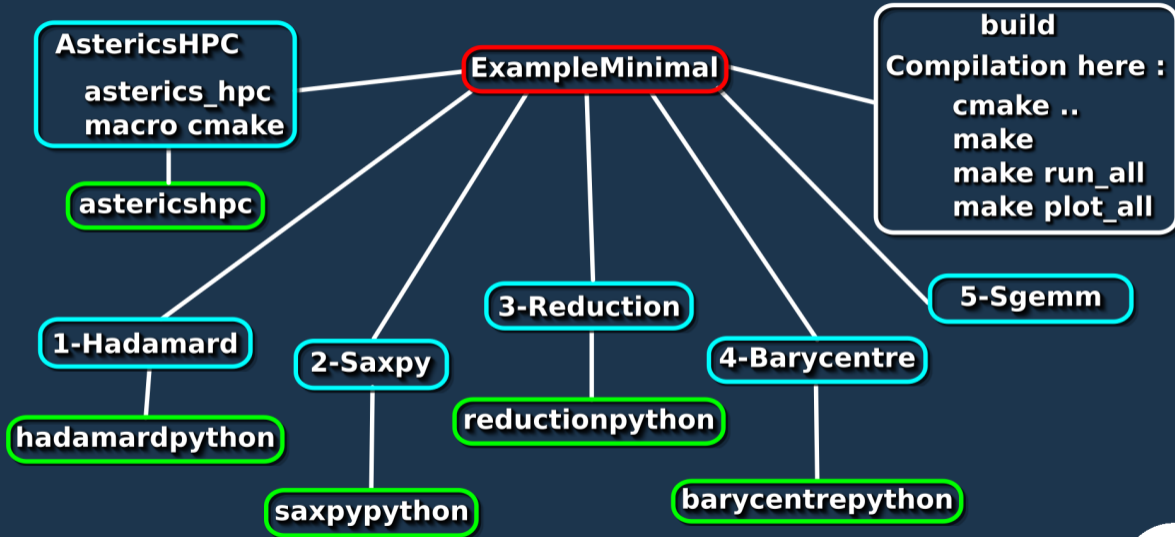 AstericsHPC
asterics_hpc
macro cmake
astericshpc
ExampleMinimal
build
Compilation here :
cmake ..
make
make run_all
make plot_all
1-Hadamard
2-Saxpy
3-Reduction
4-Barycentre
5-Sgemm
hadamardpython
saxpypython
reductionpython
barycentrepython